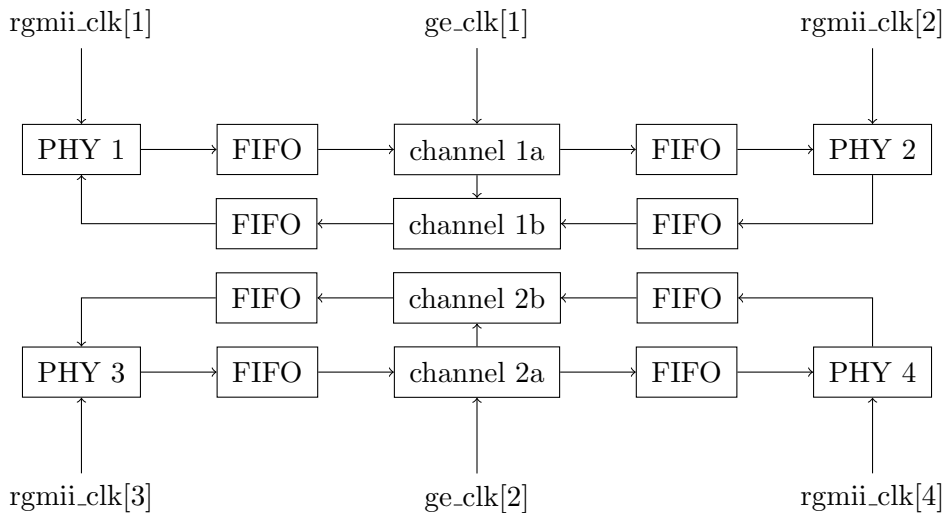 rgmii_clk[1] ge_clk[1] rgmii_clk[2]
PHY 1 FIFO channel 1a FIFO PHY 2
FIFO channel 1b FIFO
FIFO channel 2b FIFO
PHY 3 FIFO channel 2a FIFO PHY 4
rgmii_clk[3] ge_clk[2] rgmii_clk[4]